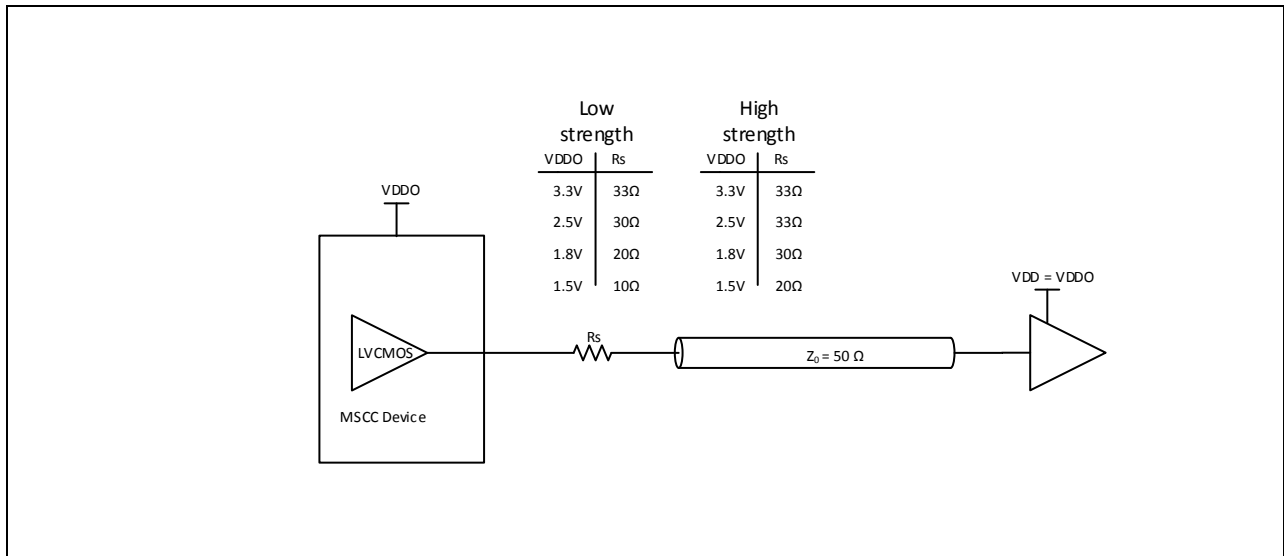 Low
strength
VDDO Rs
3.3V 33Ω
2.5V 30Ω
1.8V 20Ω
1.5V 10Ω
High
strength
VDDO Rs
3.3V 33Ω
2.5V 33Ω
1.8V 30Ω
1.5V 20Ω
VDDO
LVCMOS
MSCC Device
Rs
Z₀ = 50 Ω
VDD = VDDO